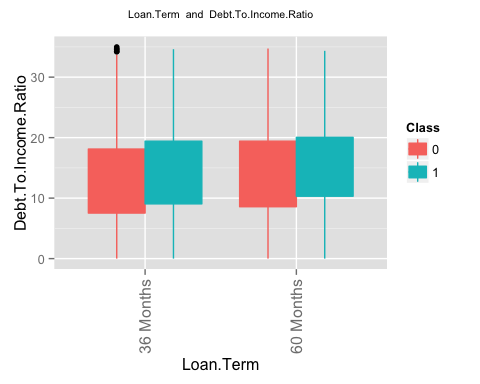 Loan.Term and Debt.To.Income.Ratio
Debt.To.Income.Ratio
30
20
10
0
36 Months
60 Months
Loan.Term
Class
0
1